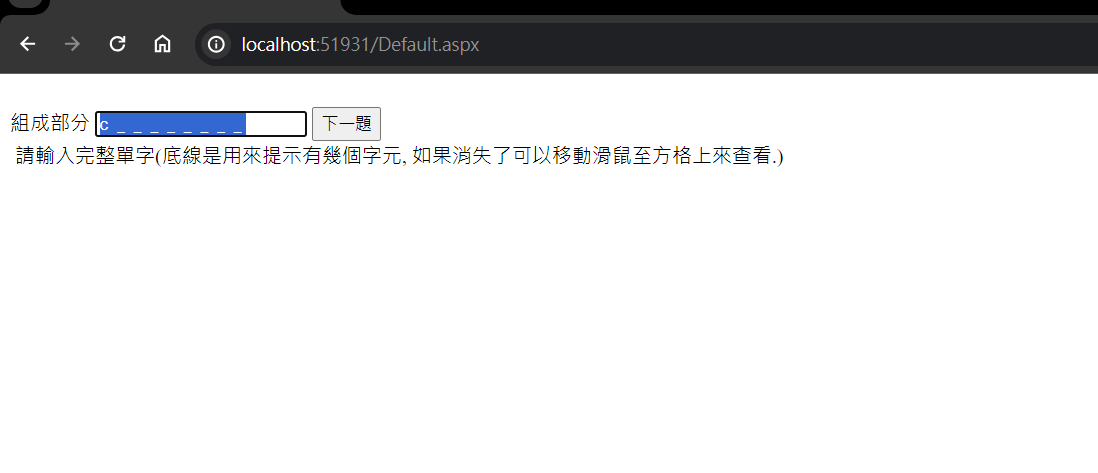 localhost:51931/Default.aspx
組成部分 c _ _ _ _ _ _ _ _ 下一題
請輸入完整單字(底線是用來提示有幾個字元, 如果消失了可以移動滑鼠至方格上來查看.)